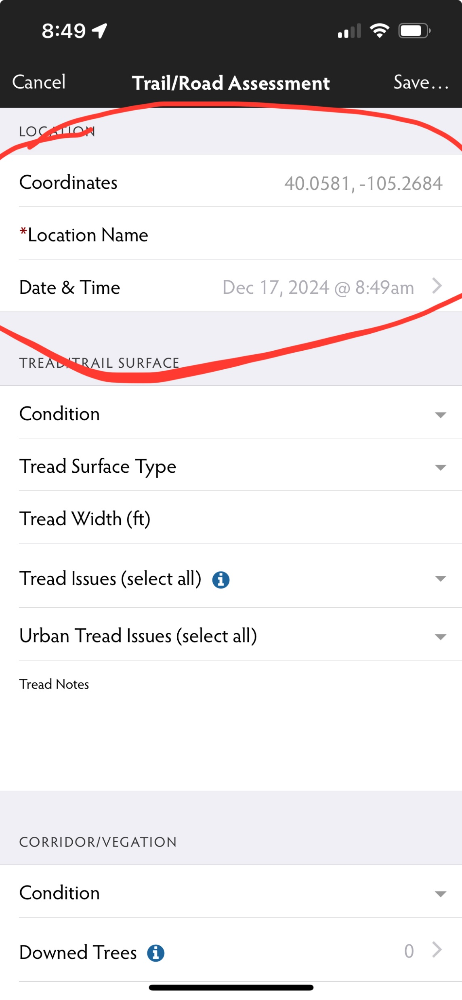 8:49
Cancel Trail/Road Assessment Save...
LOCATION
Coordinates 40.0581, -105.2684
*Location Name
Date & Time Dec 17, 2024 @ 8:49am
TREAD/TRAIL SURFACE
Condition
Tread Surface Type
Tread Width (ft)
Tread Issues (select all)
Urban Tread Issues (select all)
Tread Notes
CORRIDOR/VEGATION
Condition
Downed Trees 0